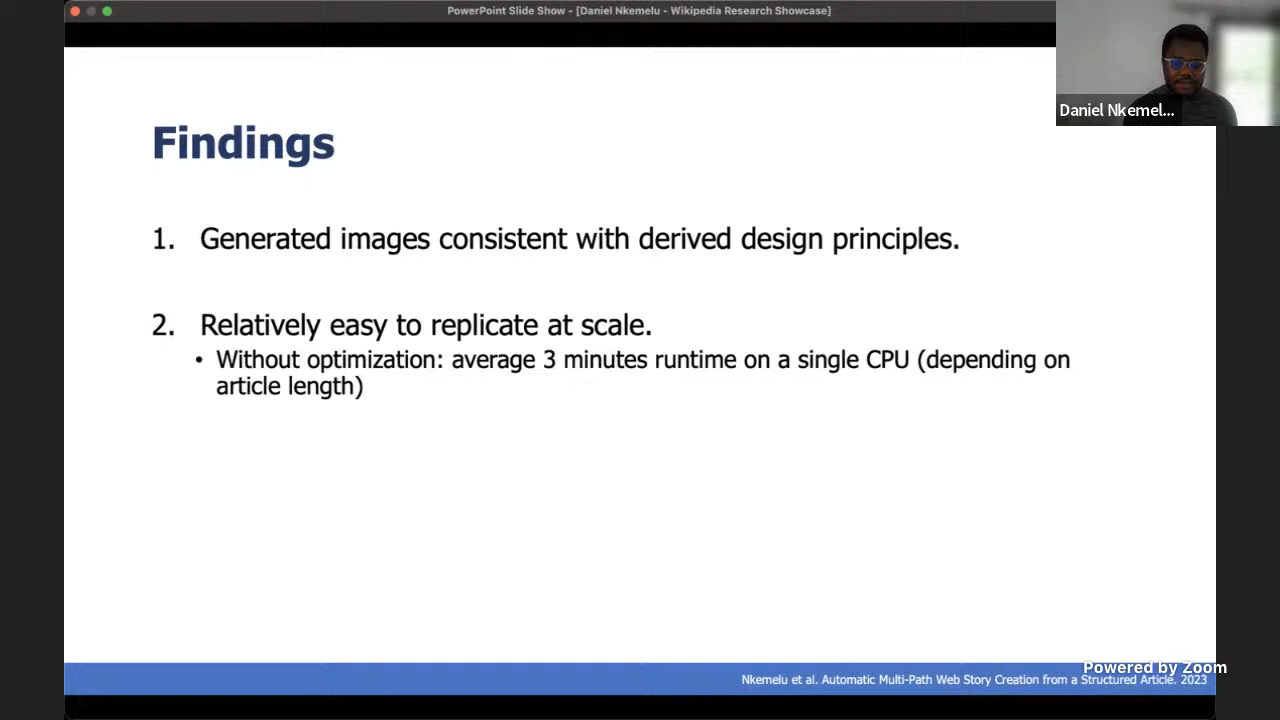 PowerPoint Slide Show - [Daniel Nkemelu - Wikipedia Research Showcase]
Daniel Nkemel...
Findings
1. Generated images consistent with derived design principles.
2. Relatively easy to replicate at scale.
• Without optimization: average 3 minutes runtime on a single CPU (depending on
article length)
Powered by Zoom
Nkemelu et al. Automatic Multi-Path Web Story Creation from a Structured Article. 2023